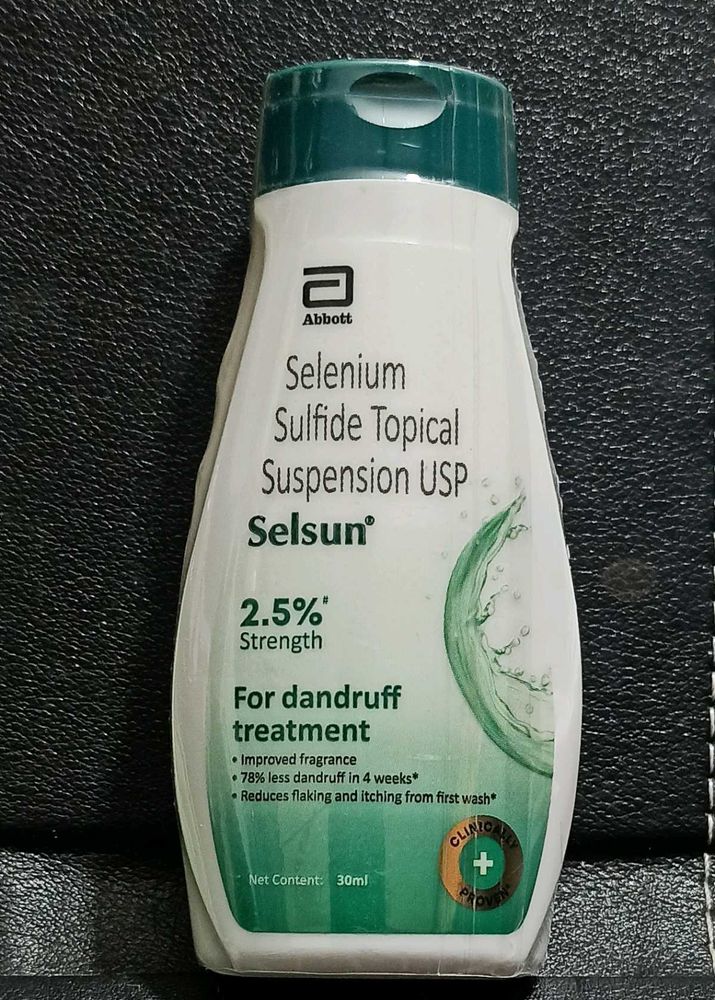 Abbott
Selenium
Sulfide Topical
Suspension USP
Selsun®
2.5%#
Strength
For dandruff
treatment
• Improved fragrance
• 78% less dandruff in 4 weeks*
• Reduces flaking and itching from first wash*
CLINICALLY
PROVEN*
Net Content: 30ml